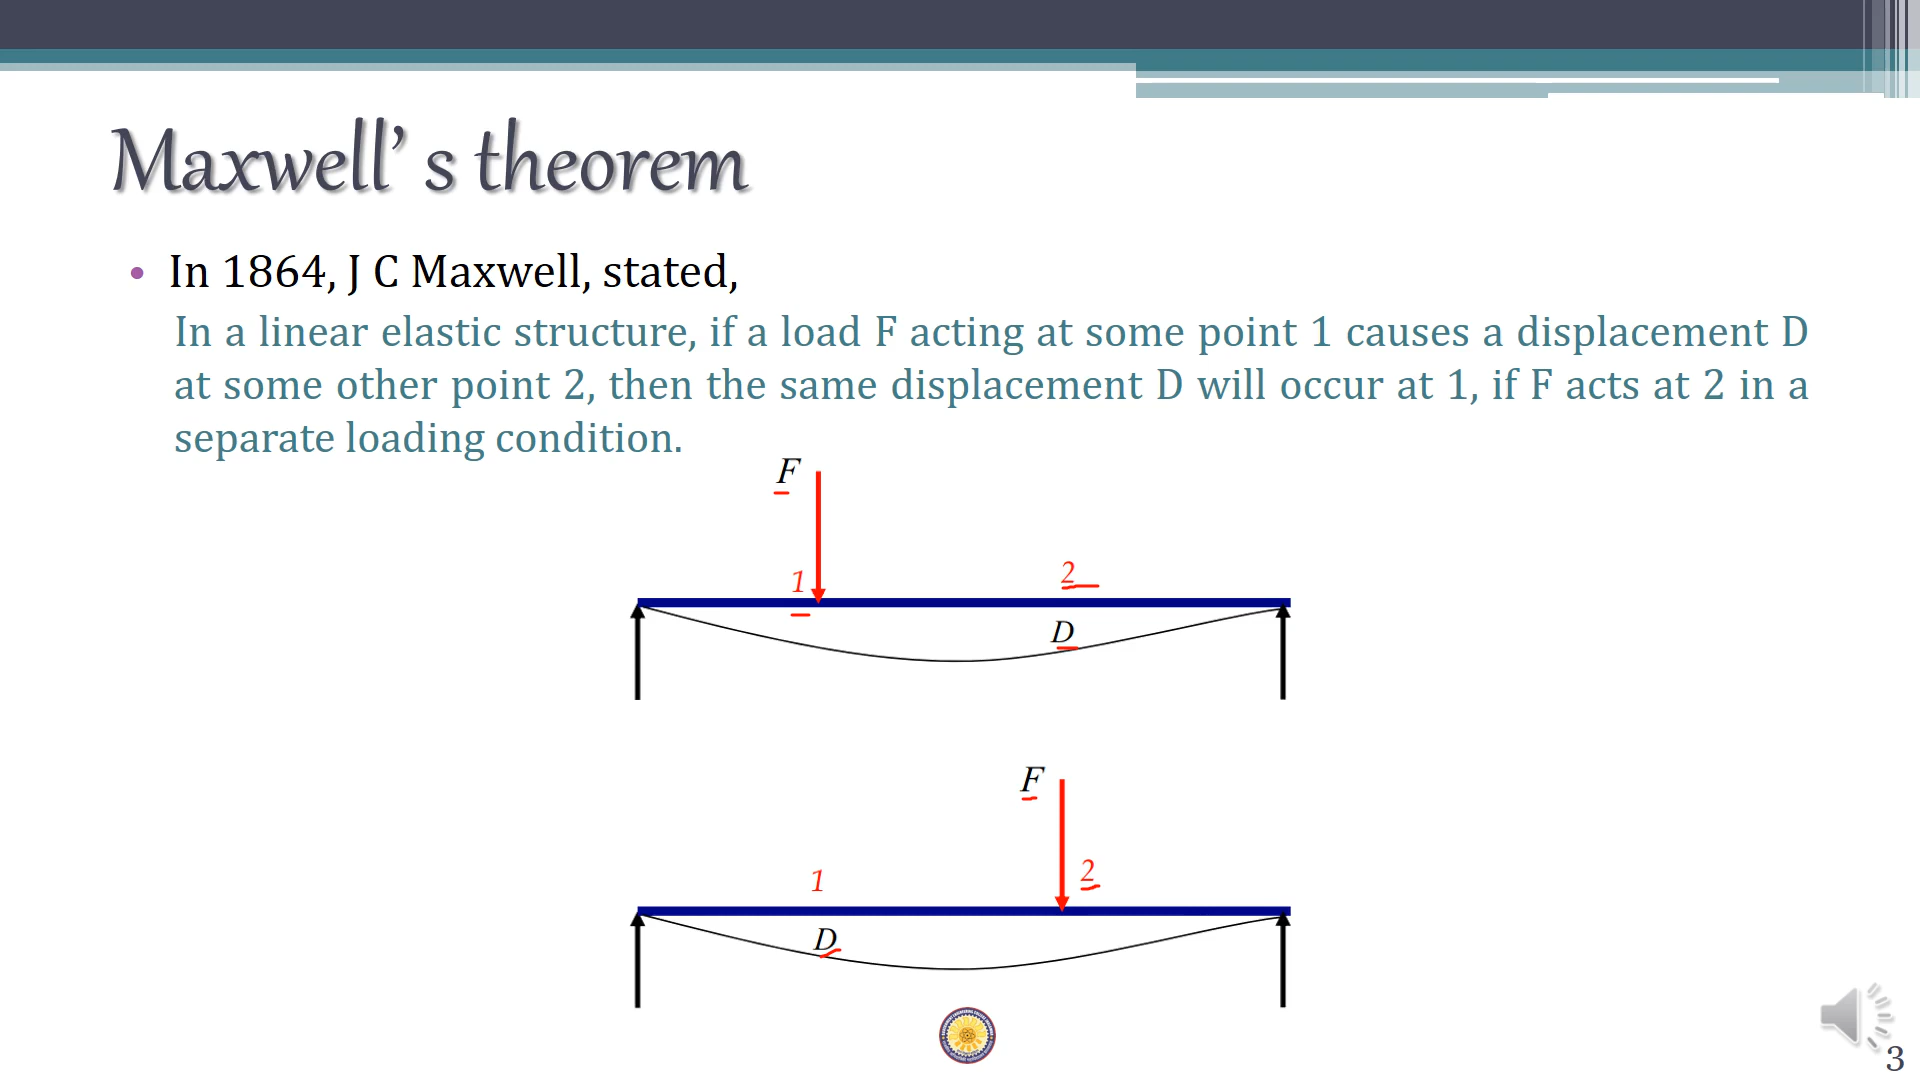 Maxwell’ s theorem
• In 1864, J C Maxwell, stated,
In a linear elastic structure, if a load F acting at some point 1 causes a displacement D
at some other point 2, then the same displacement D will occur at 1, if F acts at 2 in a
separate loading condition.
F
1
2
D
F
1
2
D
3